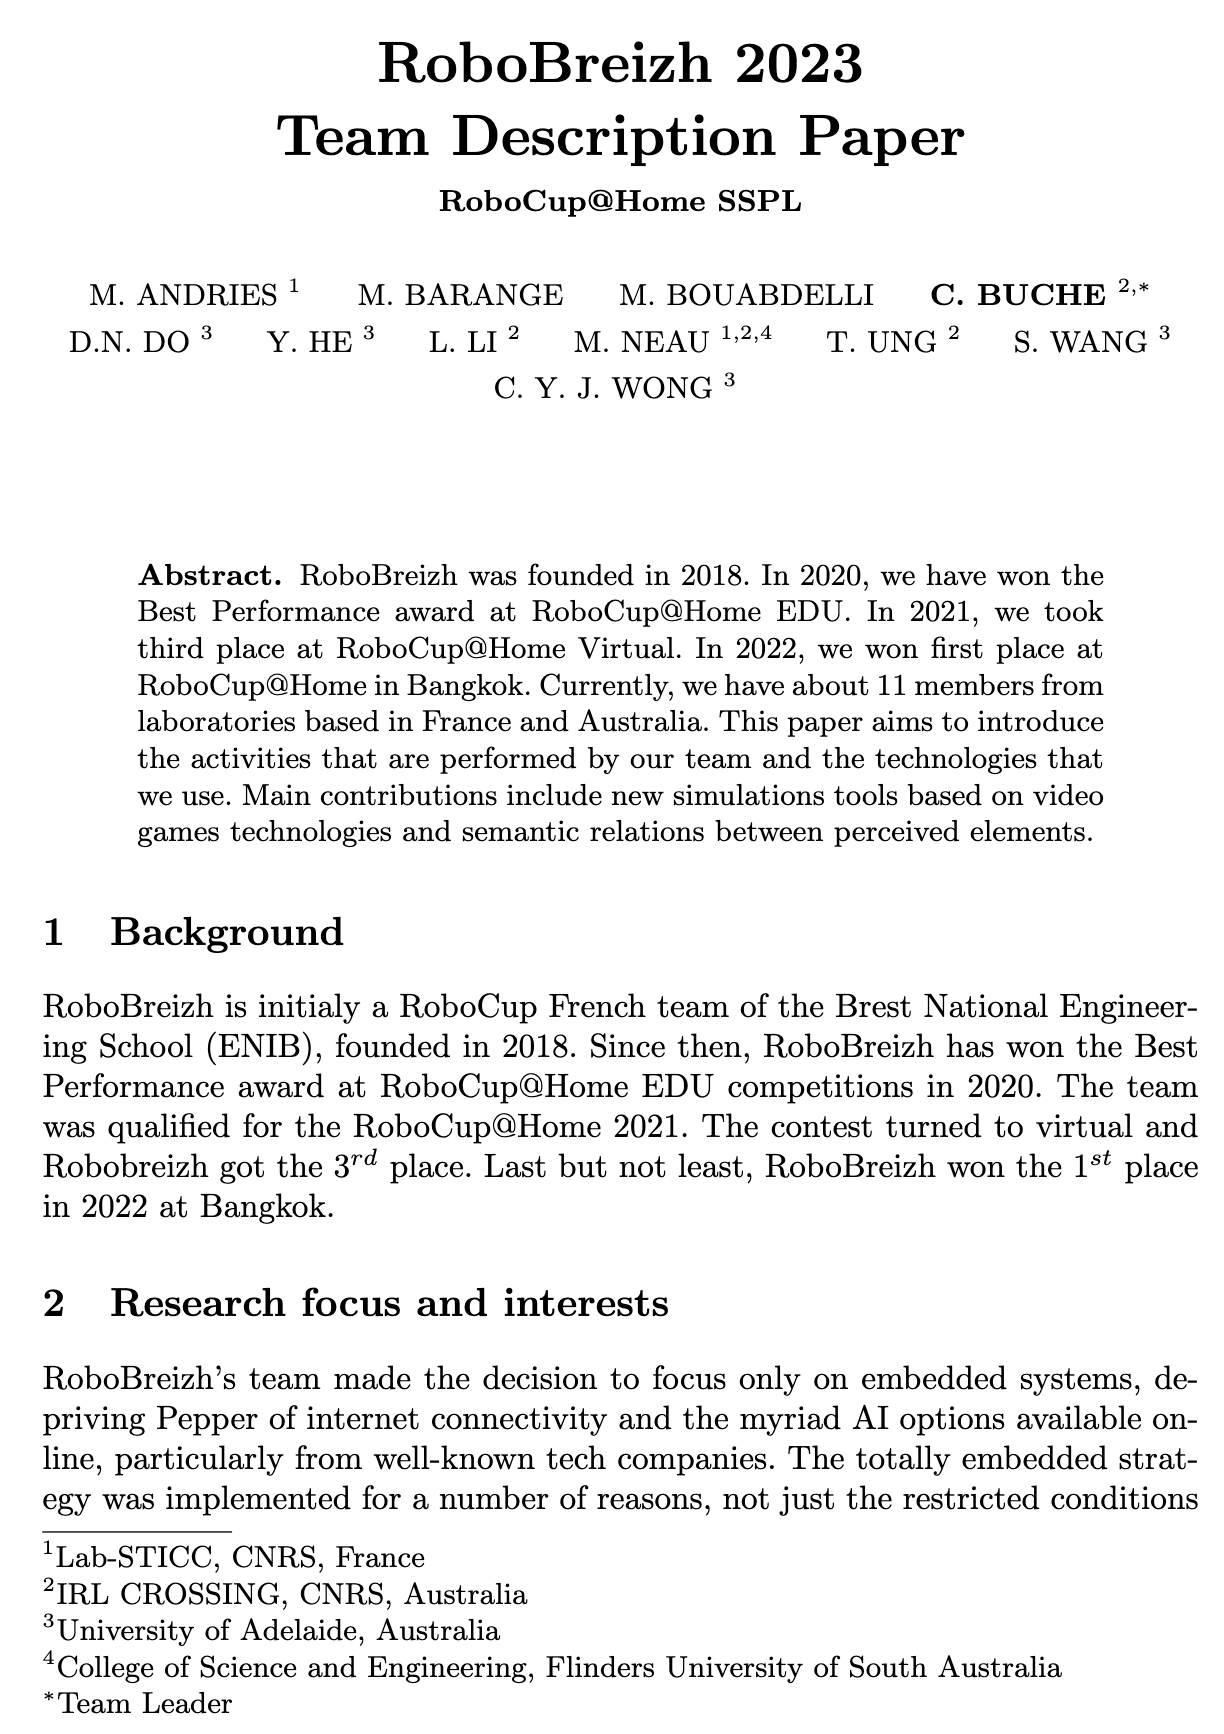 RoboBreizh 2023
Team Description Paper
RoboCup@Home SSPL
M. ANDRIES ¹ M. BARANGE M. BOUABDELLI C. BUCHE ²,*
D.N. DO ³ Y. HE ³ L. LI ² M. NEAU ¹,²,⁴ T. UNG ² S. WANG ³
C. Y. J. WONG ³
Abstract. RoboBreizh was founded in 2018. In 2020, we have won the
Best Performance award at RoboCup@Home EDU. In 2021, we took
third place at RoboCup@Home Virtual. In 2022, we won first place at
RoboCup@Home in Bangkok. Currently, we have about 11 members from
laboratories based in France and Australia. This paper aims to introduce
the activities that are performed by our team and the technologies that
we use. Main contributions include new simulations tools based on video
games technologies and semantic relations between perceived elements.
1 Background
RoboBreizh is initialy a RoboCup French team of the Brest National Engineer-
ing School (ENIB), founded in 2018. Since then, RoboBreizh has won the Best
Performance award at RoboCup@Home EDU competitions in 2020. The team
was qualified for the RoboCup@Home 2021. The contest turned to virtual and
Robobreizh got the 3rd place. Last but not least, RoboBreizh won the 1st place
in 2022 at Bangkok.
2 Research focus and interests
RoboBreizh's team made the decision to focus only on embedded systems, de-
priving Pepper of internet connectivity and the myriad AI options available on-
line, particularly from well-known tech companies. The totally embedded strat-
egy was implemented for a number of reasons, not just the restricted conditions
¹Lab-STICC, CNRS, France
²IRL CROSSING, CNRS, Australia
³University of Adelaide, Australia
⁴College of Science and Engineering, Flinders University of South Australia
*Team Leader